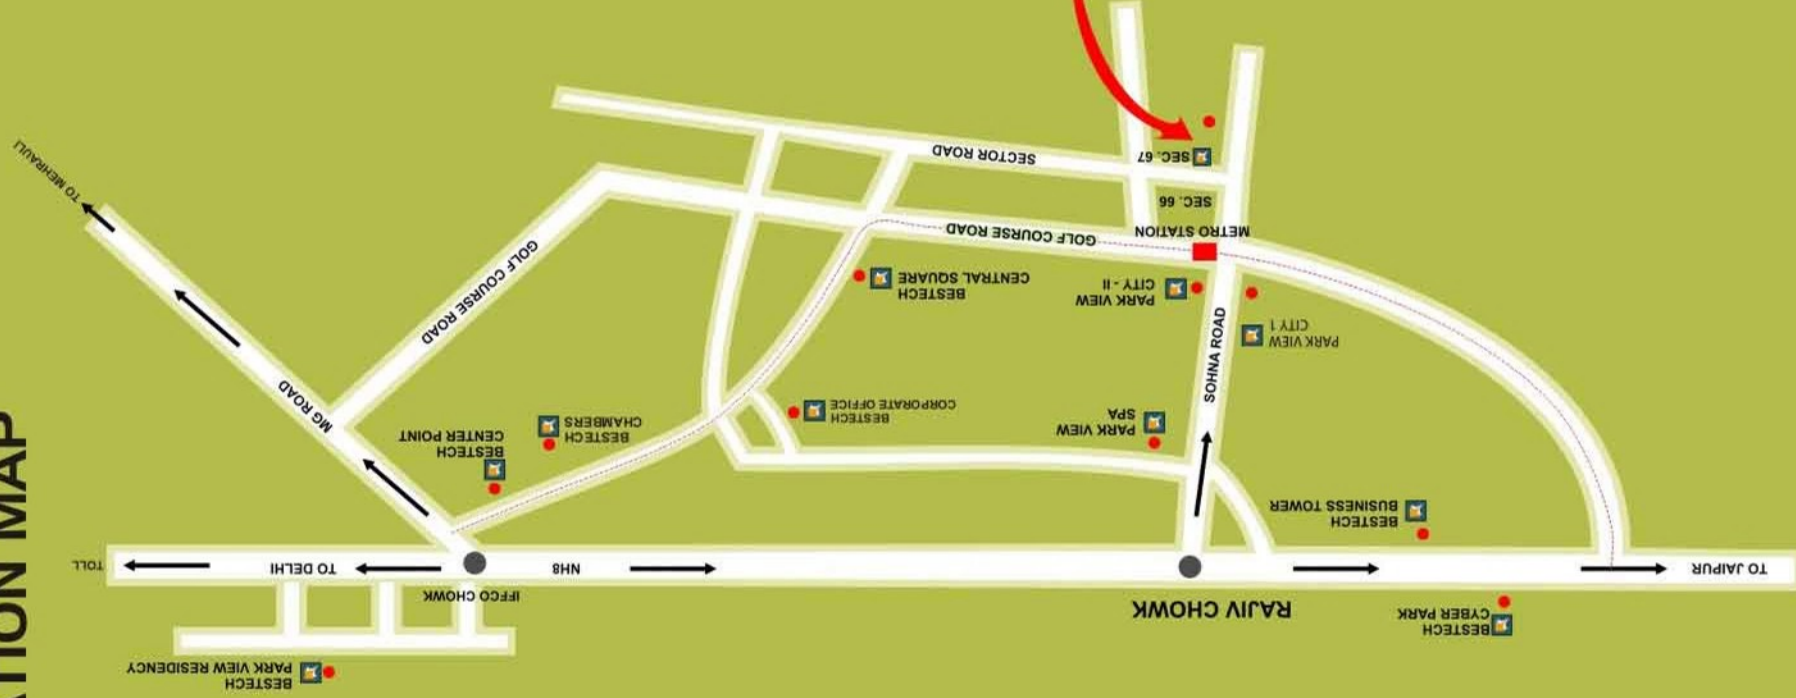 BESTECH
PARK VIEW RESIDENCY
BESTECH
CYBER PARK
RAJIV CHOWK
IFFCO CHOWK
TO JAIPUR
NH8
TO DELHI
TOLL
BESTECH
BUSINESS TOWER
BESTECH
CENTER POINT
BESTECH
CHAMBERS
PARK VIEW
SPA
BESTECH
CORPORATE OFFICE
MG ROAD
SOHNA ROAD
PARK VIEW
CITY 1
PARK VIEW
CITY - II
BESTECH
CENTRAL SQUARE
GOLF COURSE ROAD
GOLF COURSE ROAD
METRO STATION
SEC. 66
SEC. 67
SECTOR ROAD
TO MEHRAULI
MAP